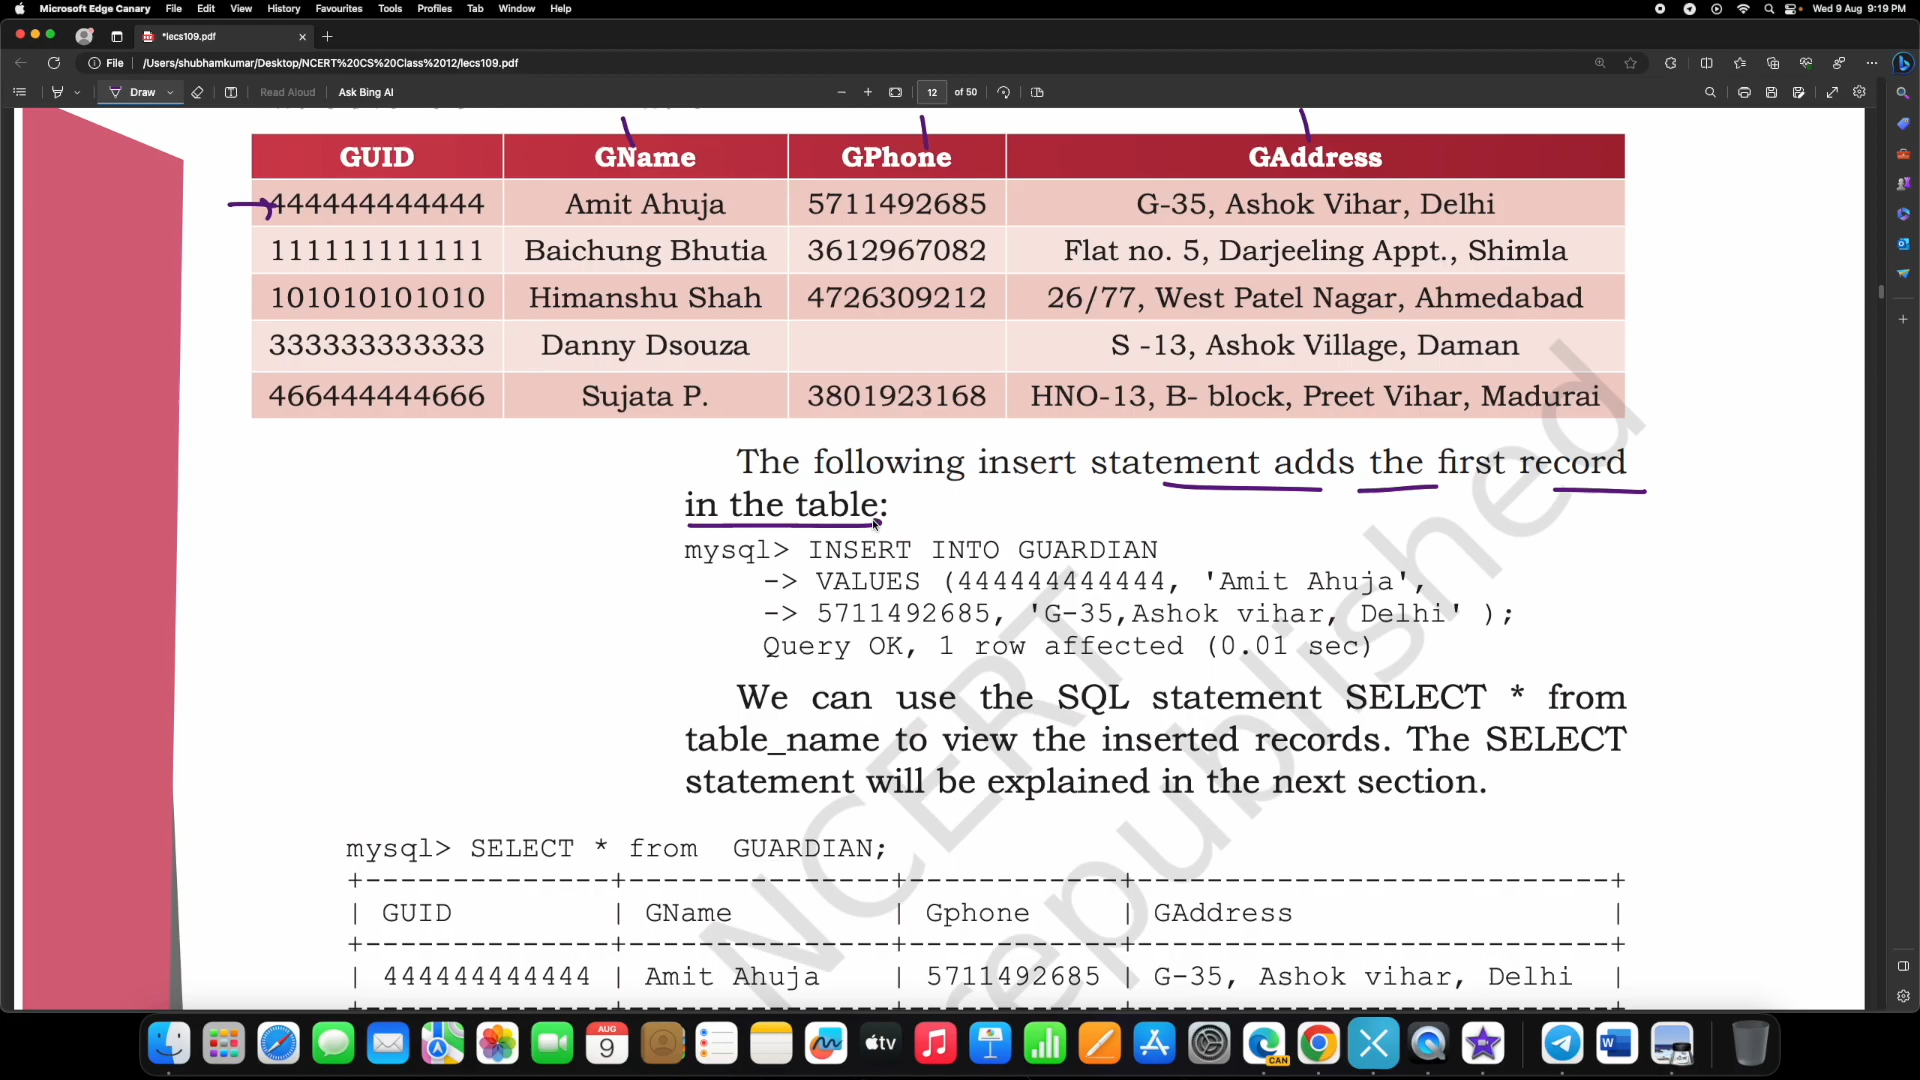 Microsoft Edge Canary File Edit View History Favourites Tools Profiles Tab Window Help Wed 9 Aug 9:19 PM
*lecs109.pdf
File /Users/shubhamkumar/Desktop/NCERT%20CS%20Class%2012/lecs109.pdf
Draw Read Aloud Ask Bing AI 12 of 50
GUID GName GPhone GAddress
444444444444 Amit Ahuja 5711492685 G-35, Ashok Vihar, Delhi
111111111111 Baichung Bhutia 3612967082 Flat no. 5, Darjeeling Appt., Shimla
101010101010 Himanshu Shah 4726309212 26/77, West Patel Nagar, Ahmedabad
333333333333 Danny Dsouza S -13, Ashok Village, Daman
466444444666 Sujata P. 3801923168 HNO-13, B- block, Preet Vihar, Madurai
The following insert statement adds the first record
in the table:
mysql> INSERT INTO GUARDIAN
-> VALUES (444444444444, 'Amit Ahuja',
-> 5711492685, 'G-35,Ashok vihar, Delhi' );
Query OK, 1 row affected (0.01 sec)
We can use the SQL statement SELECT * from
table_name to view the inserted records. The SELECT
statement will be explained in the next section.
mysql> SELECT * from GUARDIAN;
+--------------+----------------+------------+------------------------------+
| GUID | GName | Gphone | GAddress |
+--------------+----------------+------------+------------------------------+
| 444444444444 | Amit Ahuja | 5711492685 | G-35, Ashok vihar, Delhi |
NCERT
republished
AUG
9
tv
CAN